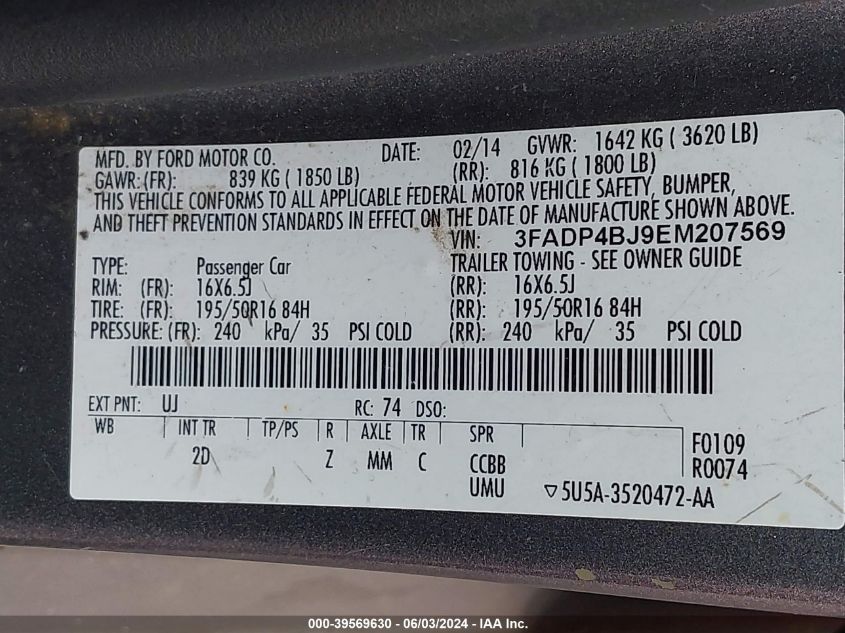 MFD. BY FORD MOTOR CO. DATE: 02/14 GVWR: 1642 KG ( 3620 LB)
GAWR: (FR): 839 KG ( 1850 LB) (RR): 816 KG ( 1800 LB)
THIS VEHICLE CONFORMS TO ALL APPLICABLE FEDERAL MOTOR VEHICLE SAFETY, BUMPER,
AND THEFT PREVENTION STANDARDS IN EFFECT ON THE DATE OF MANUFACTURE SHOWN ABOVE.
VIN: 3FADP4BJ9EM207569
TYPE: Passenger Car TRAILER TOWING - SEE OWNER GUIDE
RIM: (FR): 16X6.5J (RR): 16X6.5J
TIRE: (FR): 195/50R16 84H (RR): 195/50R16 84H
PRESSURE: (FR): 240 kPa/ 35 PSI COLD (RR): 240 kPa/ 35 PSI COLD
EXT PNT: UJ RC: 74 DSO:
WB INT TR TP/PS R AXLE TR SPR F0109
2D Z MM C CCBB R0074
UMU 5U5A-3520472-AA
000-39569630 - 06/03/2024 - IAA Inc.